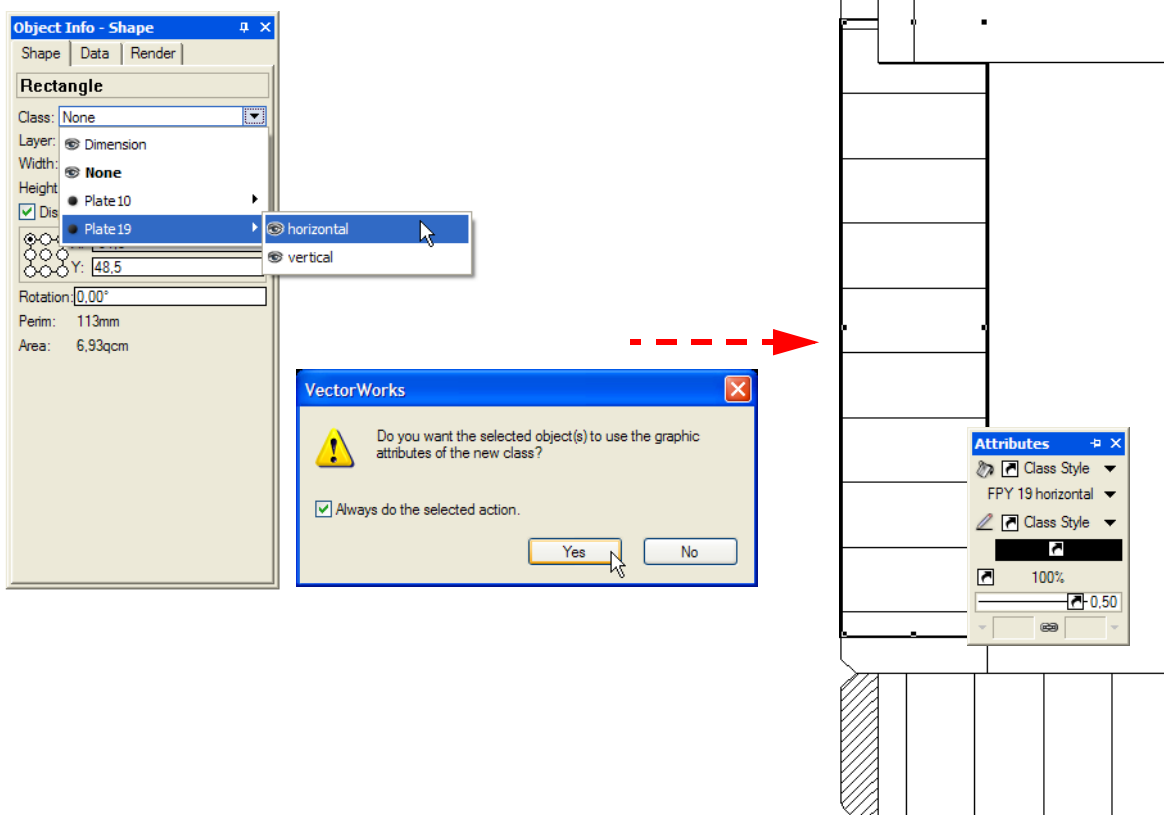 Object Info - Shape
Shape Data Render
Rectangle
Class: None
Layer:
Dimension
Width:
None
Height
Plate10
Dis
Plate19
horizontal
vertical
Y: 48,5
Rotation: 0,00°
Perim: 113mm
Area: 6,93qcm
VectorWorks
Do you want the selected object(s) to use the graphic
attributes of the new class?
Always do the selected action.
Yes No
Attributes
Class Style
FPY 19 horizontal
Class Style
100%
0,50